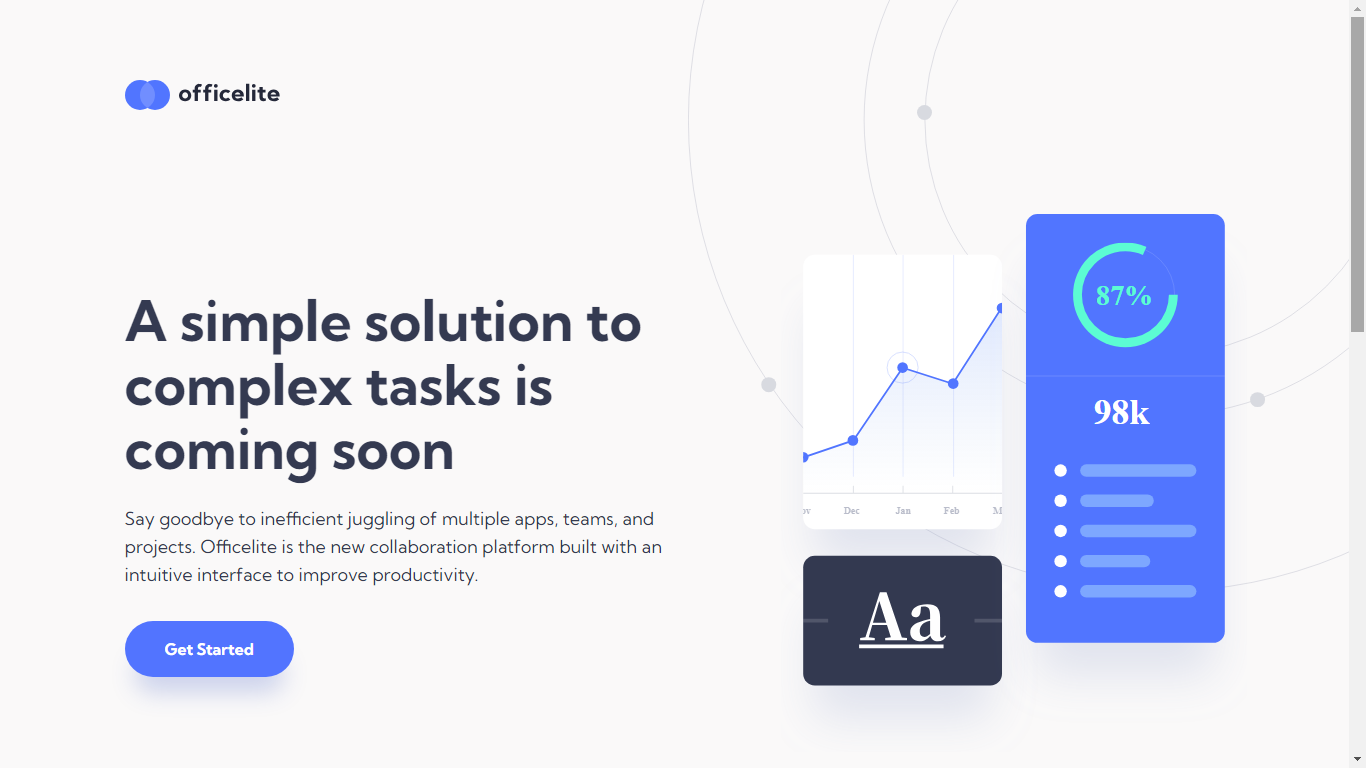 officelite
A simple solution to
complex tasks is
coming soon
Say goodbye to inefficient juggling of multiple apps, teams, and
projects. Officelite is the new collaboration platform built with an
intuitive interface to improve productivity.
Get Started
ov Dec Jan Feb M
Aa
87%
98k